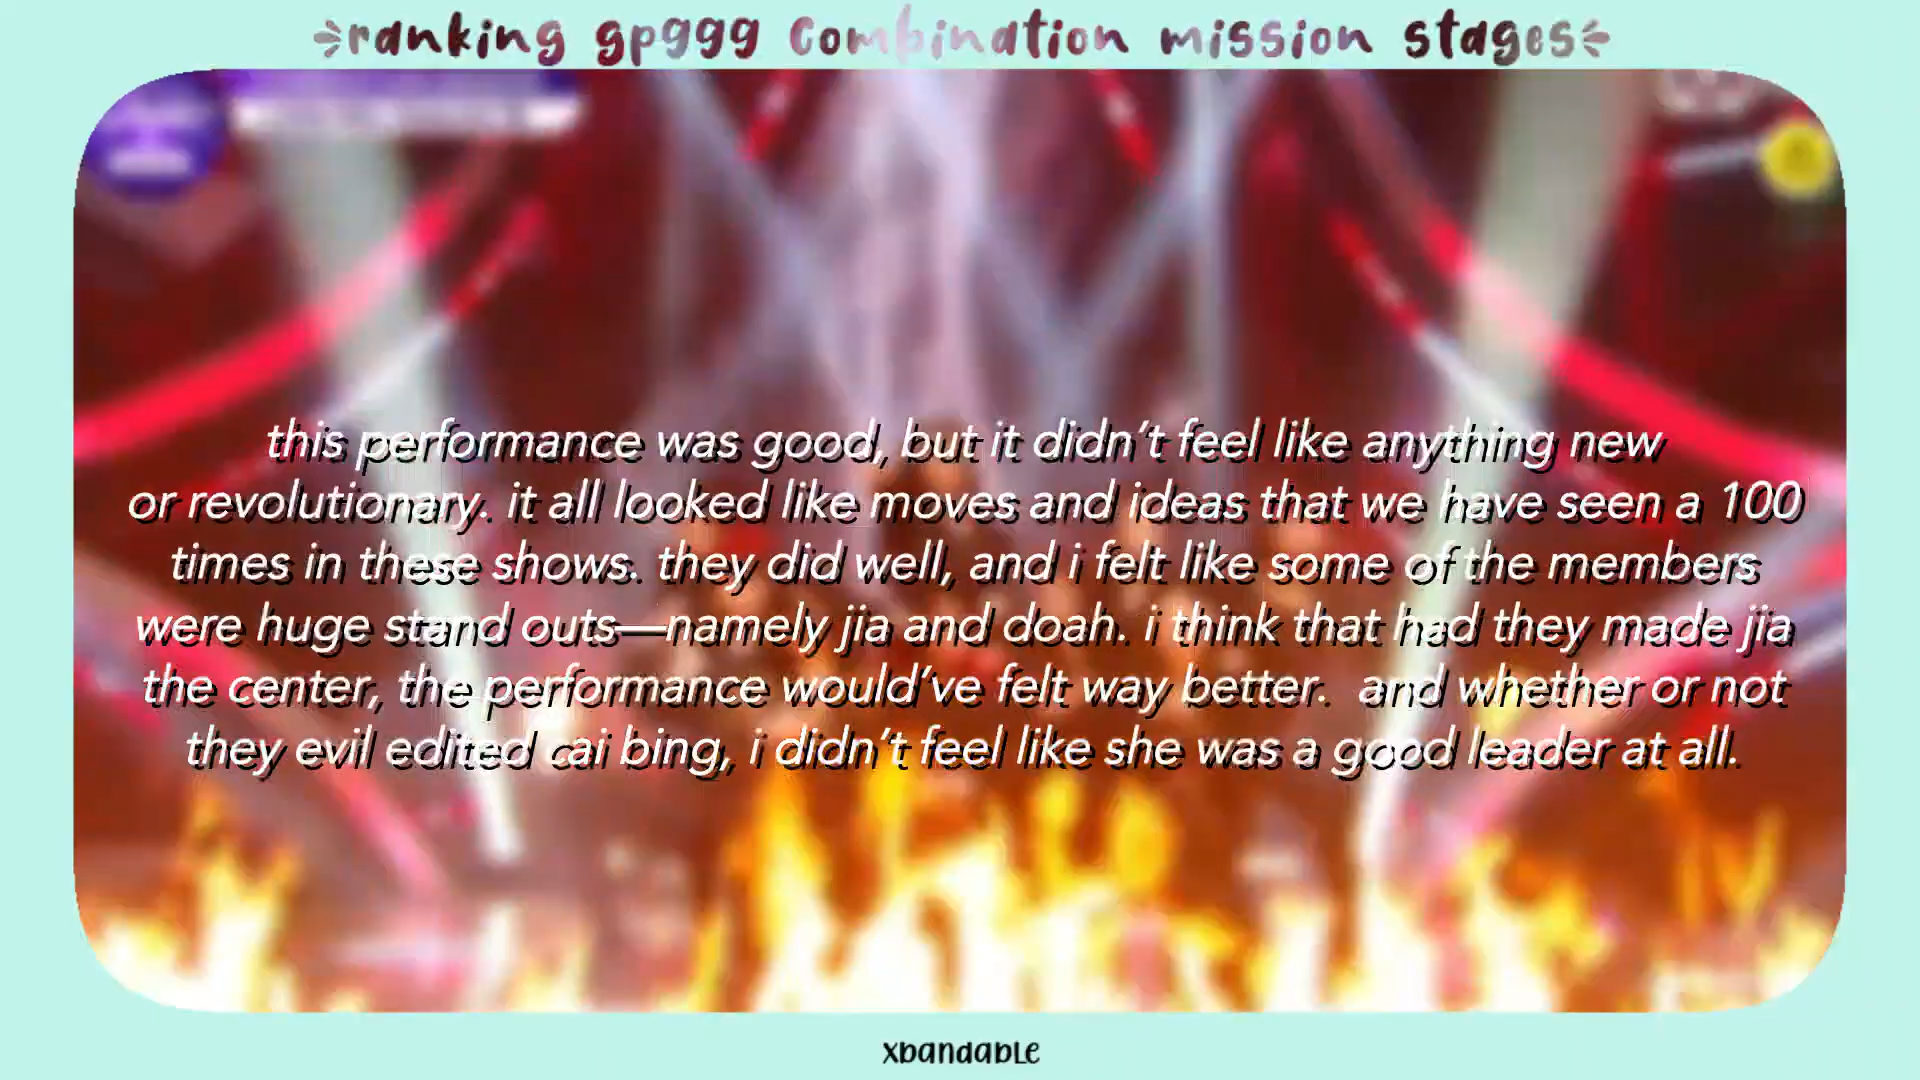 ranking gpggg combination mission stages
this performance was good, but it didn't feel like anything new
or revolutionary. it all looked like moves and ideas that we have seen a 100
times in these shows. they did well, and i felt like some of the members
were huge stand outs—namely jia and doah. i think that had they made jia
the center, the performance would've felt way better. and whether or not
they evil edited cai bing, i didn't feel like she was a good leader at all.
xbandable